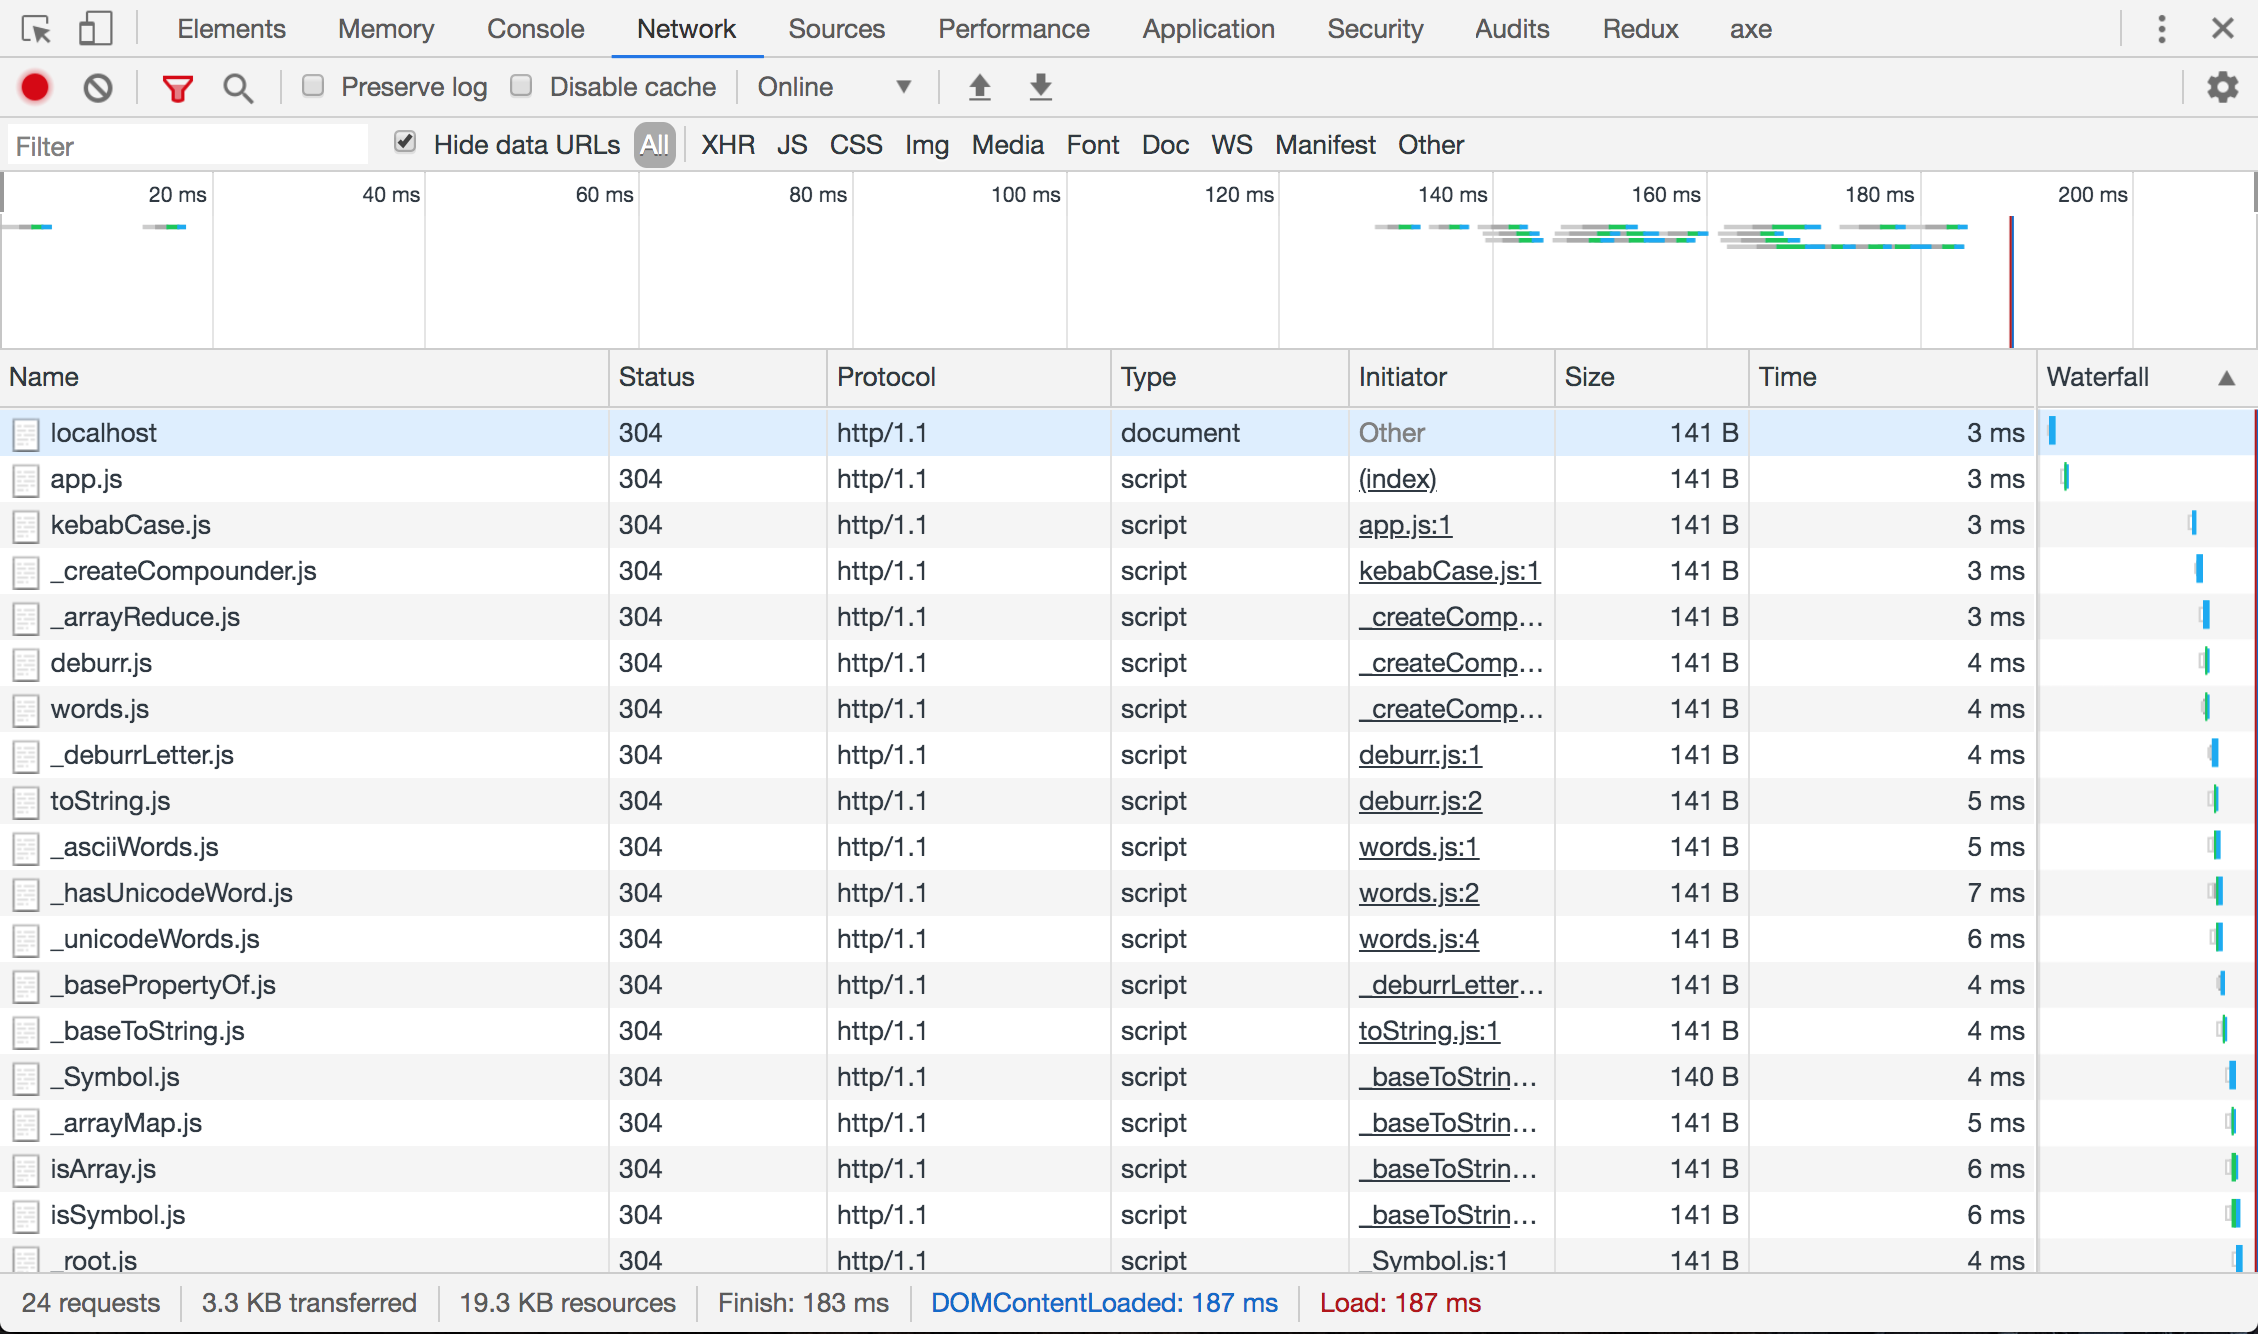 Elements Memory Console Network Sources Performance Application Security Audits Redux axe
Preserve log Disable cache Online
Filter Hide data URLs All XHR JS CSS Img Media Font Doc WS Manifest Other
20 ms 40 ms 60 ms 80 ms 100 ms 120 ms 140 ms 160 ms 180 ms 200 ms
Name Status Protocol Type Initiator Size Time Waterfall
localhost 304 http/1.1 document Other 141 B 3 ms
app.js 304 http/1.1 script (index) 141 B 3 ms
kebabCase.js 304 http/1.1 script app.js:1 141 B 3 ms
_createCompounder.js 304 http/1.1 script kebabCase.js:1 141 B 3 ms
_arrayReduce.js 304 http/1.1 script _createComp... 141 B 3 ms
deburr.js 304 http/1.1 script _createComp... 141 B 4 ms
words.js 304 http/1.1 script _createComp... 141 B 4 ms
_deburrLetter.js 304 http/1.1 script deburr.js:1 141 B 4 ms
toString.js 304 http/1.1 script deburr.js:2 141 B 5 ms
_asciiWords.js 304 http/1.1 script words.js:1 141 B 5 ms
_hasUnicodeWord.js 304 http/1.1 script words.js:2 141 B 7 ms
_unicodeWords.js 304 http/1.1 script words.js:4 141 B 6 ms
_basePropertyOf.js 304 http/1.1 script _deburrLetter... 141 B 4 ms
_baseToString.js 304 http/1.1 script toString.js:1 141 B 4 ms
_Symbol.js 304 http/1.1 script _baseToStrin... 140 B 4 ms
_arrayMap.js 304 http/1.1 script _baseToStrin... 141 B 5 ms
isArray.js 304 http/1.1 script _baseToStrin... 141 B 6 ms
isSymbol.js 304 http/1.1 script _baseToStrin... 141 B 6 ms
_root.js 304 http/1.1 script _Symbol.js:1 141 B 4 ms
24 requests 3.3 KB transferred 19.3 KB resources Finish: 183 ms DOMContentLoaded: 187 ms Load: 187 ms